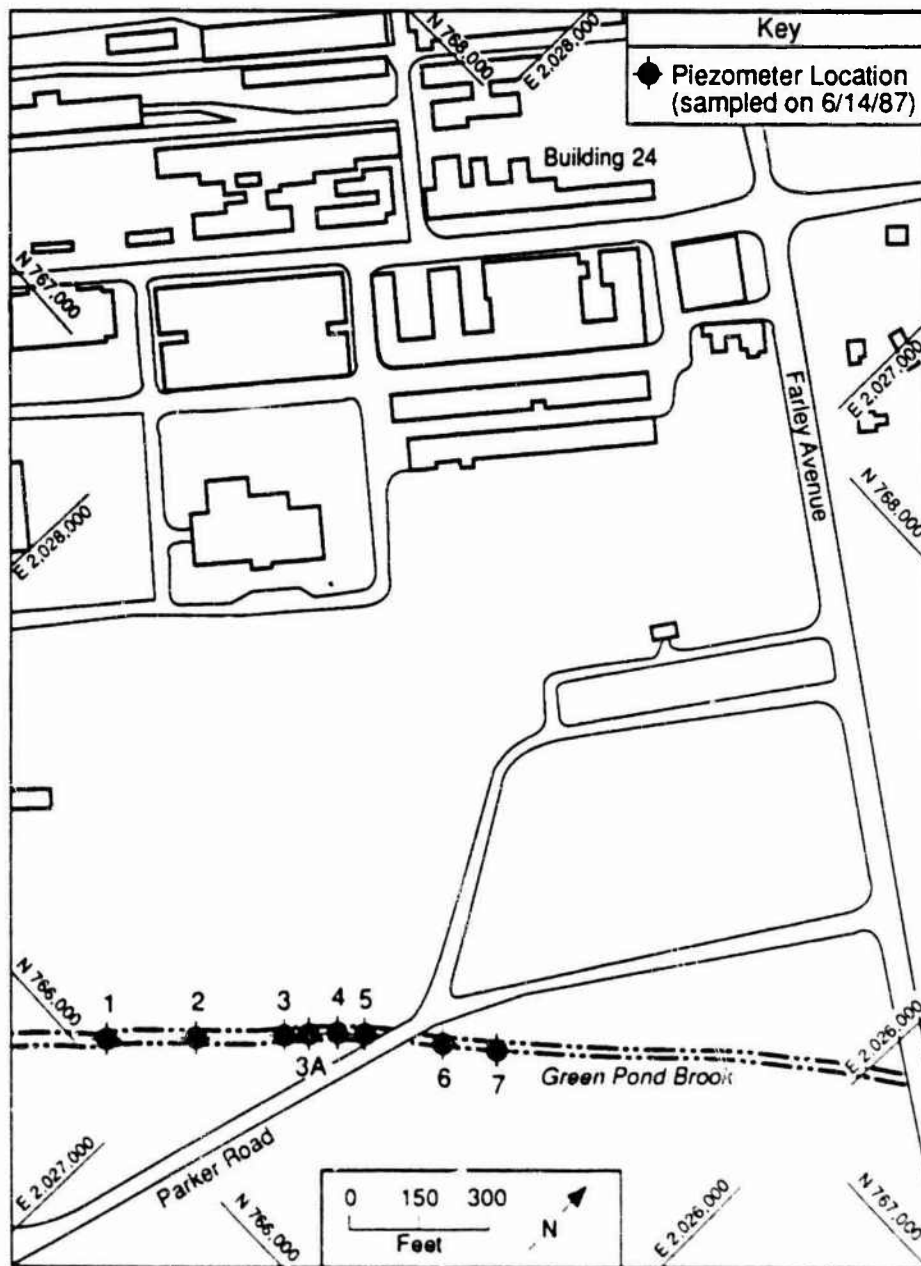 Key
Piezometer Location
(sampled on 6/14/87)
N 768,000
E 2,028,000
Building 24
N 767,000
E 2,027,000
Farley Avenue
N 768,000
E 2,028,000
N 766,000
1
2
3
4
5
3A
6
7
Green Pond Brook
E 2,026,000
E 2,027,000
Parker Road
N 766,000
0 150 300
Feet
N
E 2,026,000
N 767,000